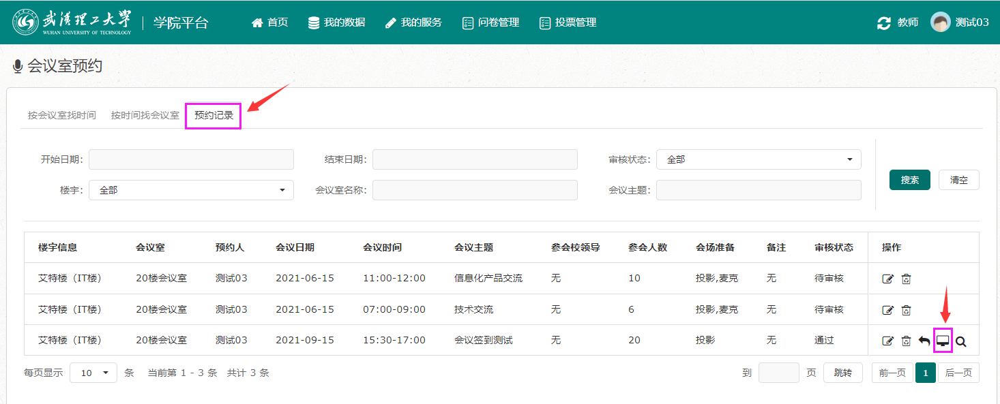 武汉理工大学 学院平台 首页 我的数据 我的服务 问卷管理 投票管理 教师 测试03
WUHAN UNIVERSITY OF TECHNOLOGY
会议室预约
按会议室找时间 按时间找会议室 预约记录
开始日期: 结束日期: 审核状态: 全部
楼宇: 全部 会议室名称: 会议主题:
搜索 清空
楼宇信息 会议室 预约人 会议日期 会议时间 会议主题 参会校领导 参会人数 会场准备 备注 审核状态 操作
艾特楼（IT楼） 20楼会议室 测试03 2021-06-15 11:00-12:00 信息化产品交流 无 10 投影,麦克 无 待审核
艾特楼（IT楼） 20楼会议室 测试03 2021-06-15 07:00-09:00 技术交流 无 6 投影,麦克 无 待审核
艾特楼（IT楼） 20楼会议室 测试03 2021-09-15 15:30-17:00 会议签到测试 无 20 投影 无 通过
每页显示 10 条 当前第 1 - 3 条 共计 3 条 到 页 跳转 前一页 1 后一页